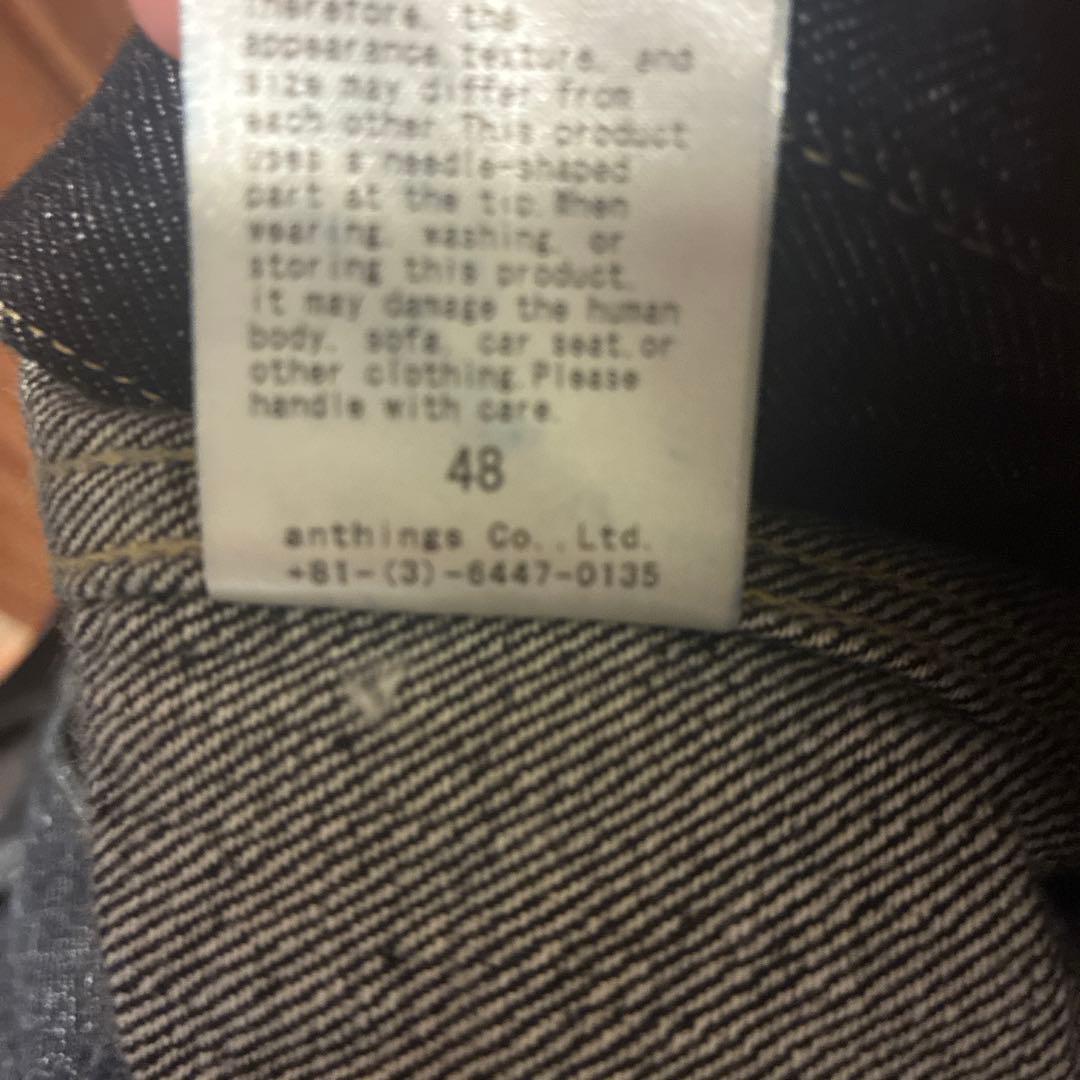 Therefore, the
appearance, texture, and
size may differ from
each other. This product
uses a needle-shaped
part at the tip. When
wearing, washing, or
storing this product,
it may damage the human
body, sofa, car seat, or
other clothing. Please
handle with care.
48
anthings Co., Ltd.
+81-(3)-6447-0135